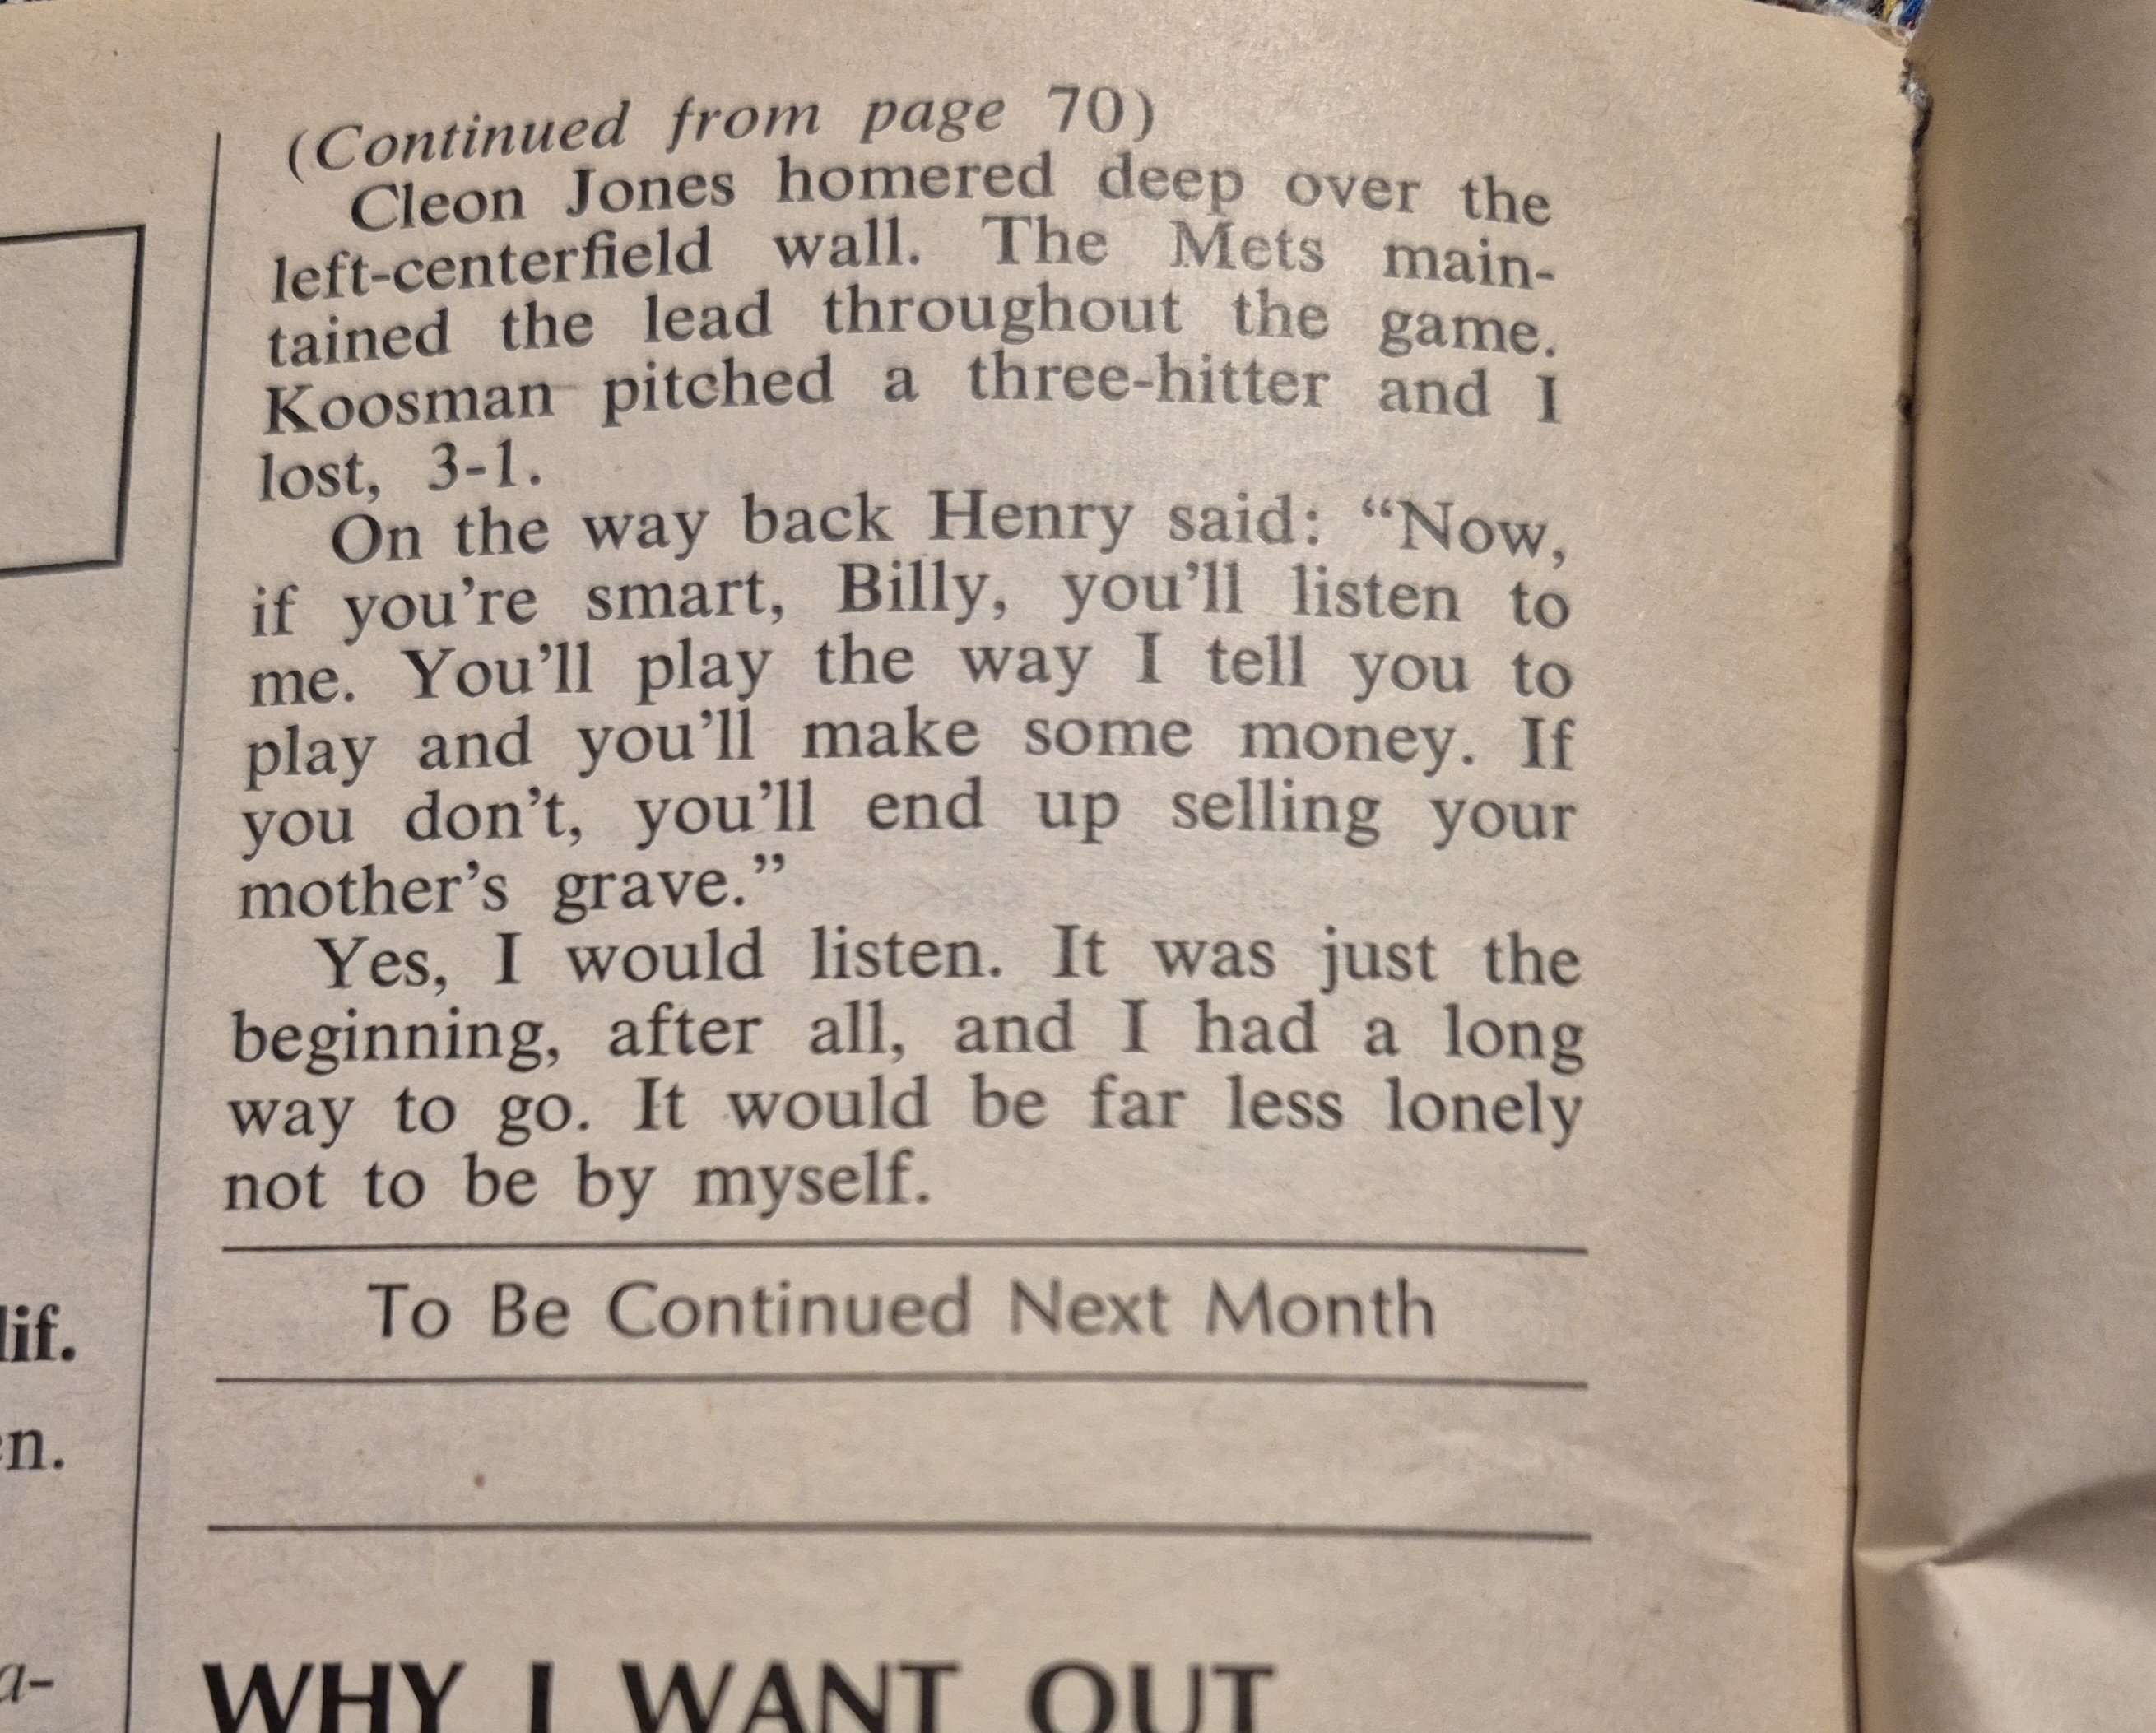 (Continued from page 70)
Cleon Jones homered deep over the
left-centerfield wall. The Mets main-
tained the lead throughout the game.
Koosman pitched a three-hitter and I
lost, 3-1.
On the way back Henry said: “Now,
if you're smart, Billy, you’ll listen to
me. You’ll play the way I tell you to
play and you’ll make some money. If
you don’t, you’ll end up selling your
mother’s grave.”
Yes, I would listen. It was just the
beginning, after all, and I had a long
way to go. It would be far less lonely
not to be by myself.
To Be Continued Next Month
lif.
en.
a-
WHY I WANT OUT